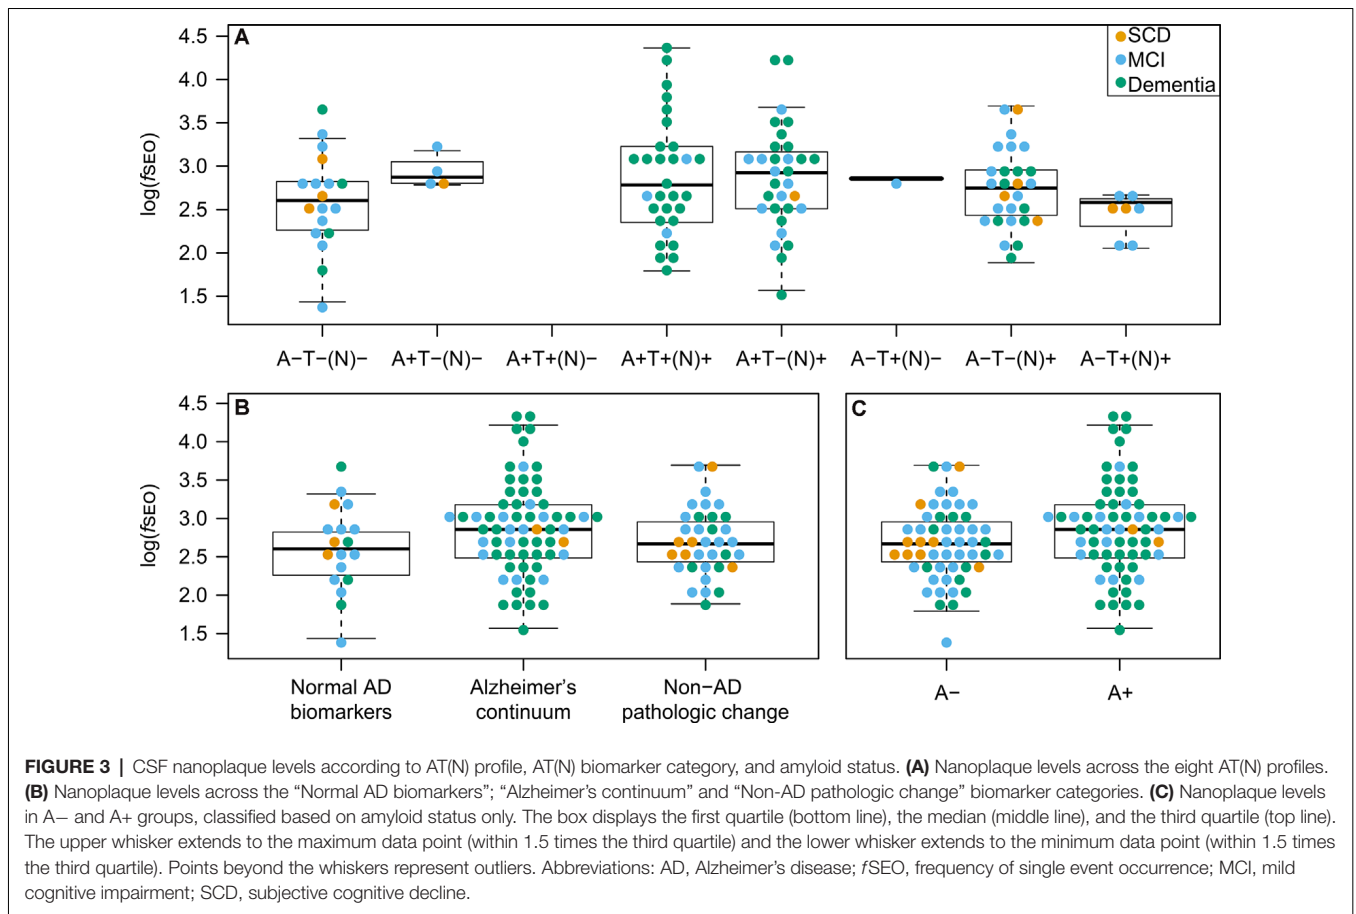 A
SCD
MCI
Dementia
4.5
4.0
3.5
3.0
2.5
2.0
1.5
log(fSEO)
A−T−(N)− A+T−(N)− A+T+(N)− A+T+(N)+ A+T−(N)+ A−T+(N)− A−T−(N)+ A−T+(N)+
B
4.5
4.0
3.5
3.0
2.5
2.0
1.5
log(fSEO)
Normal AD
biomarkers
Alzheimer's
continuum
Non−AD
pathologic change
C
A− A+
FIGURE 3 | CSF nanoplaque levels according to AT(N) profile, AT(N) biomarker category, and amyloid status. (A) Nanoplaque levels across the eight AT(N) profiles.
(B) Nanoplaque levels across the “Normal AD biomarkers”; “Alzheimer’s continuum” and “Non-AD pathologic change” biomarker categories. (C) Nanoplaque levels
in A− and A+ groups, classified based on amyloid status only. The box displays the first quartile (bottom line), the median (middle line), and the third quartile (top line).
The upper whisker extends to the maximum data point (within 1.5 times the third quartile) and the lower whisker extends to the minimum data point (within 1.5 times
the third quartile). Points beyond the whiskers represent outliers. Abbreviations: AD, Alzheimer’s disease; fSEO, frequency of single event occurrence; MCI, mild
cognitive impairment; SCD, subjective cognitive decline.